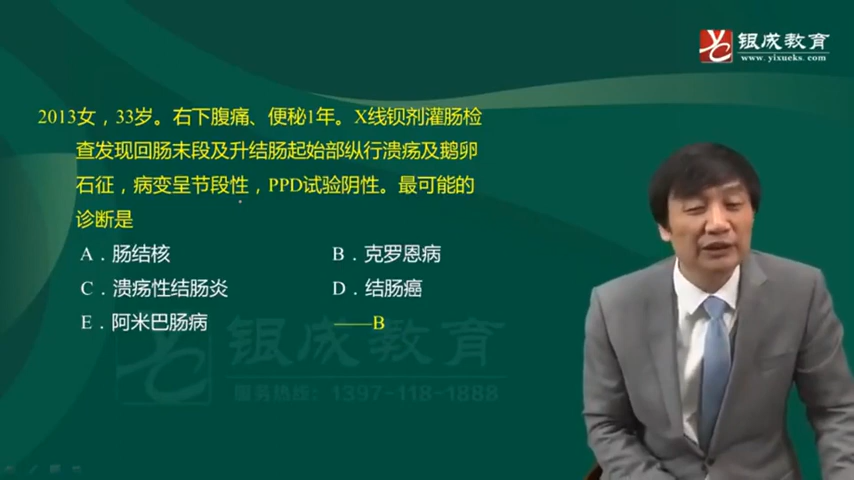 银成教育
www.yixueks.com
2013女，33岁。右下腹痛、便秘1年。X线钡剂灌肠检
查发现回肠末段及升结肠起始部纵行溃疡及鹅卵
石征，病变呈节段性，PPD试验阴性。最可能的
诊断是
A．肠结核 B．克罗恩病
C．溃疡性结肠炎 D．结肠癌
E．阿米巴肠病 ——B
银成教育
服务热线：1397-118-1888